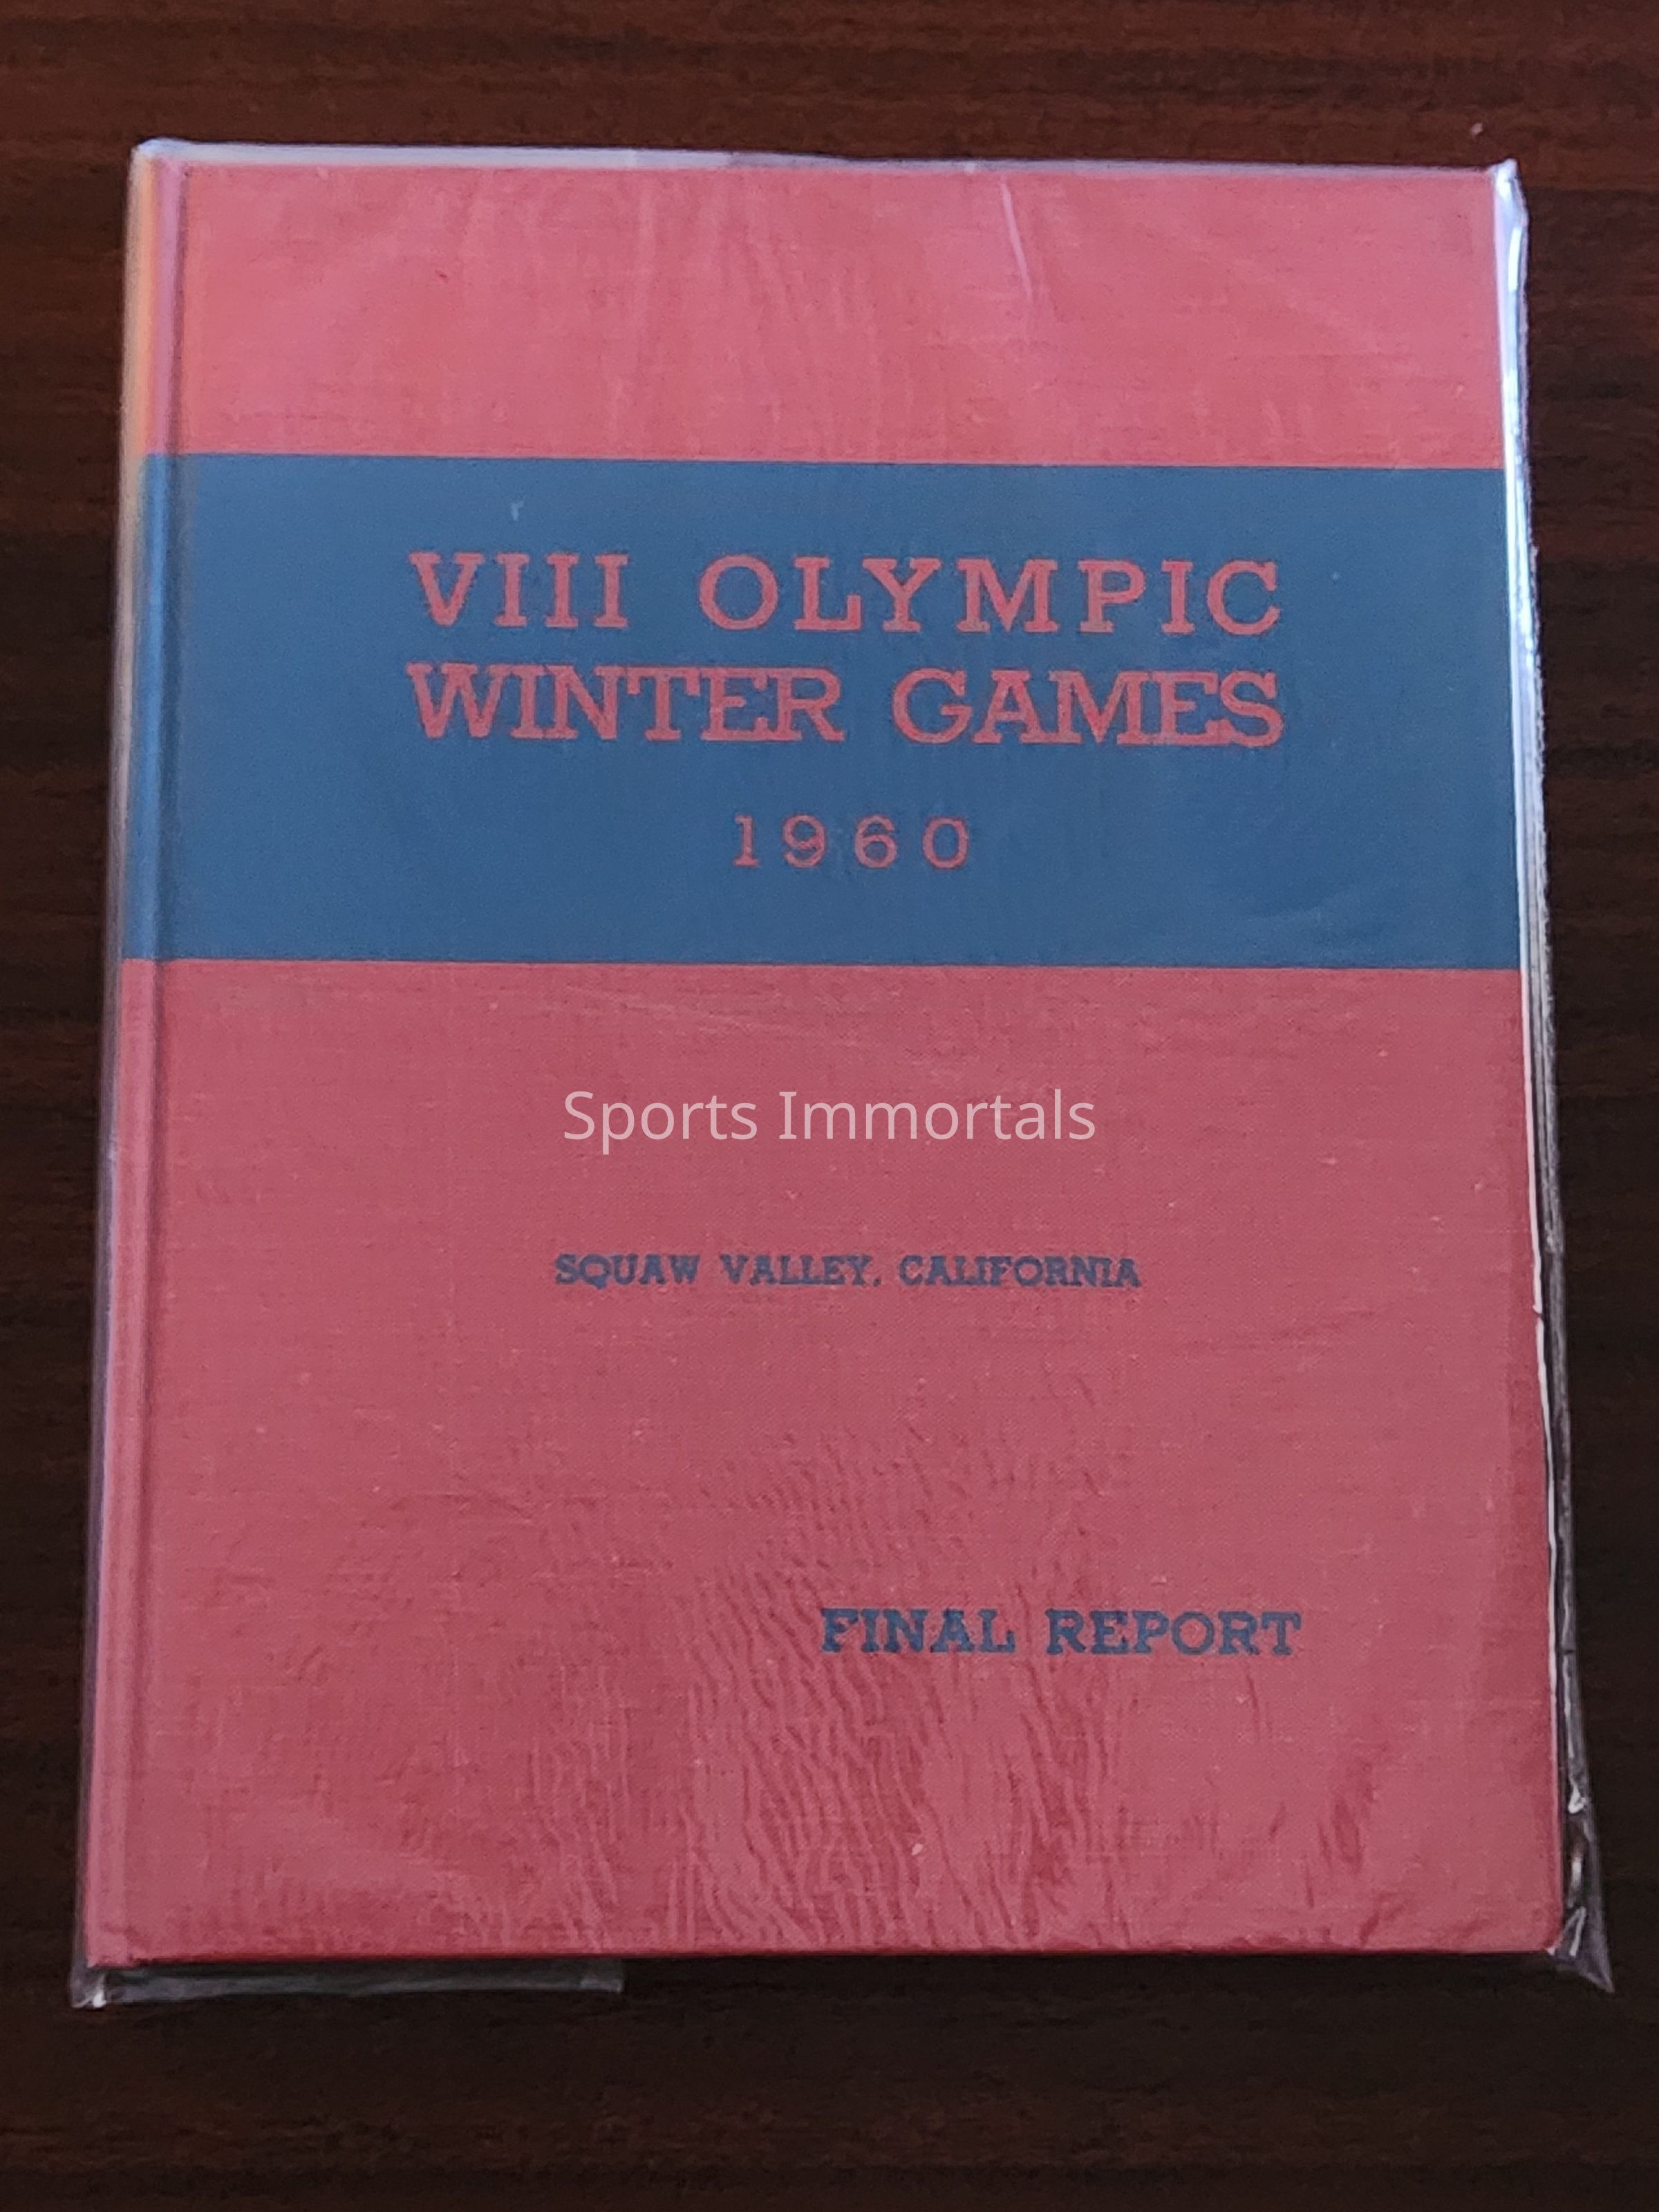 VIII OLYMPIC
WINTER GAMES
1960
Sports Immortals
SQUAW VALLEY, CALIFORNIA
FINAL REPORT